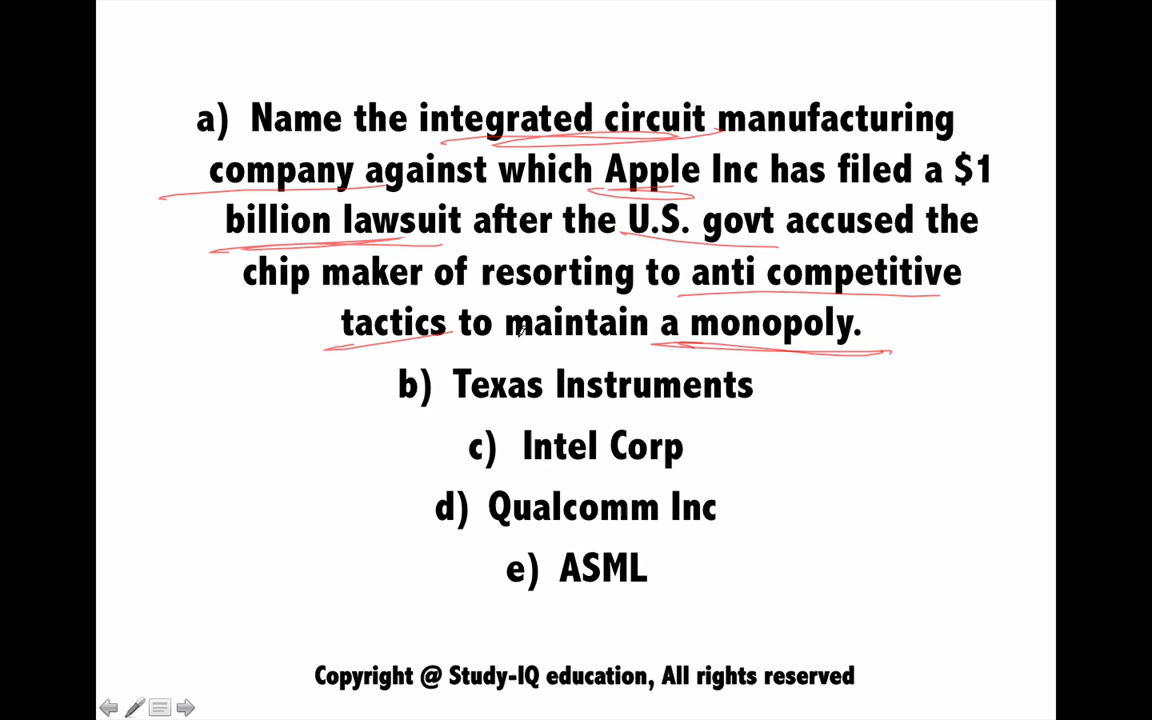 a) Name the integrated circuit manufacturing
company against which Apple Inc has filed a $1
billion lawsuit after the U.S. govt accused the
chip maker of resorting to anti competitive
tactics to maintain a monopoly.
b) Texas Instruments
c) Intel Corp
d) Qualcomm Inc
e) ASML
Copyright @ Study-IQ education, All rights reserved